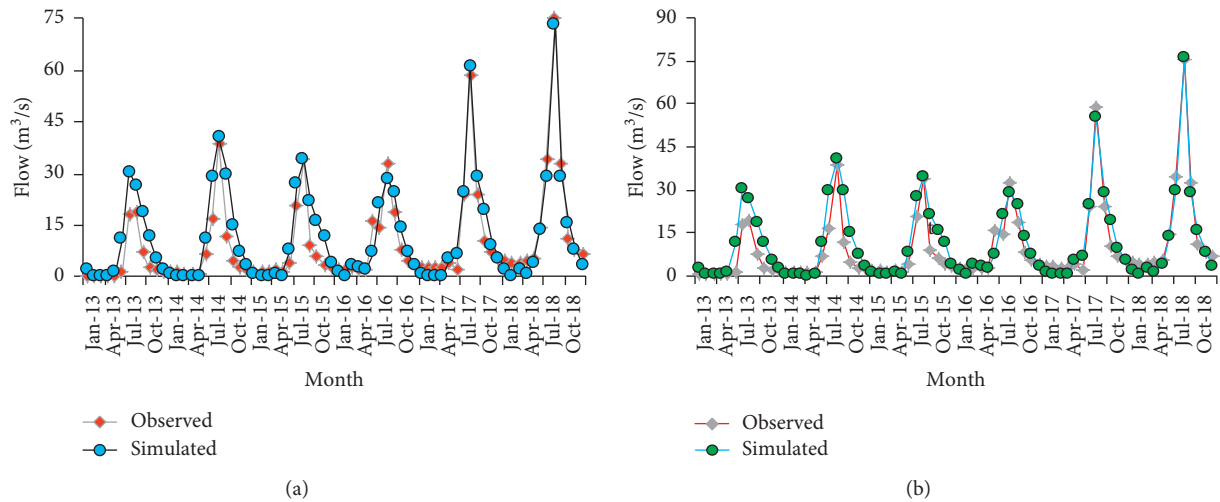 75
60
45
30
15
0
Flow (m³/s)
Jan-13
Apr-13
Jul-13
Oct-13
Jan-14
Apr-14
Jul-14
Oct-14
Jan-15
Apr-15
Jul-15
Oct-15
Jan-16
Apr-16
Jul-16
Oct-16
Jan-17
Apr-17
Jul-17
Oct-17
Jan-18
Apr-18
Jul-18
Oct-18
Month
Observed
Simulated
(a)
90
75
60
45
30
15
0
Flow (m³/s)
Jan-13
Apr-13
Jul-13
Oct-13
Jan-14
Apr-14
Jul-14
Oct-14
Jan-15
Apr-15
Jul-15
Oct-15
Jan-16
Apr-16
Jul-16
Oct-16
Jan-17
Apr-17
Jul-17
Oct-17
Jan-18
Apr-18
Jul-18
Oct-18
Month
Observed
Simulated
(b)